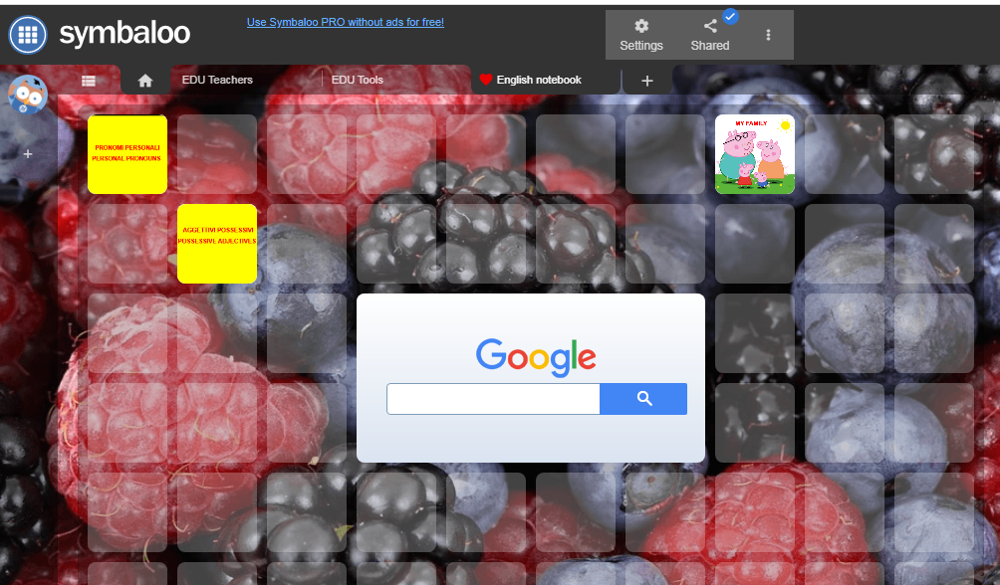 symbaloo
Use Symbaloo PRO without ads for free!
Settings
Shared
EDU Teachers
EDU Tools
English notebook
PRONOMI PERSONALI
PERSONAL PRONOUNS
MY FAMILY
AGGETTIVI POSSESSIVI
POSSESSIVE ADJECTIVES
Google